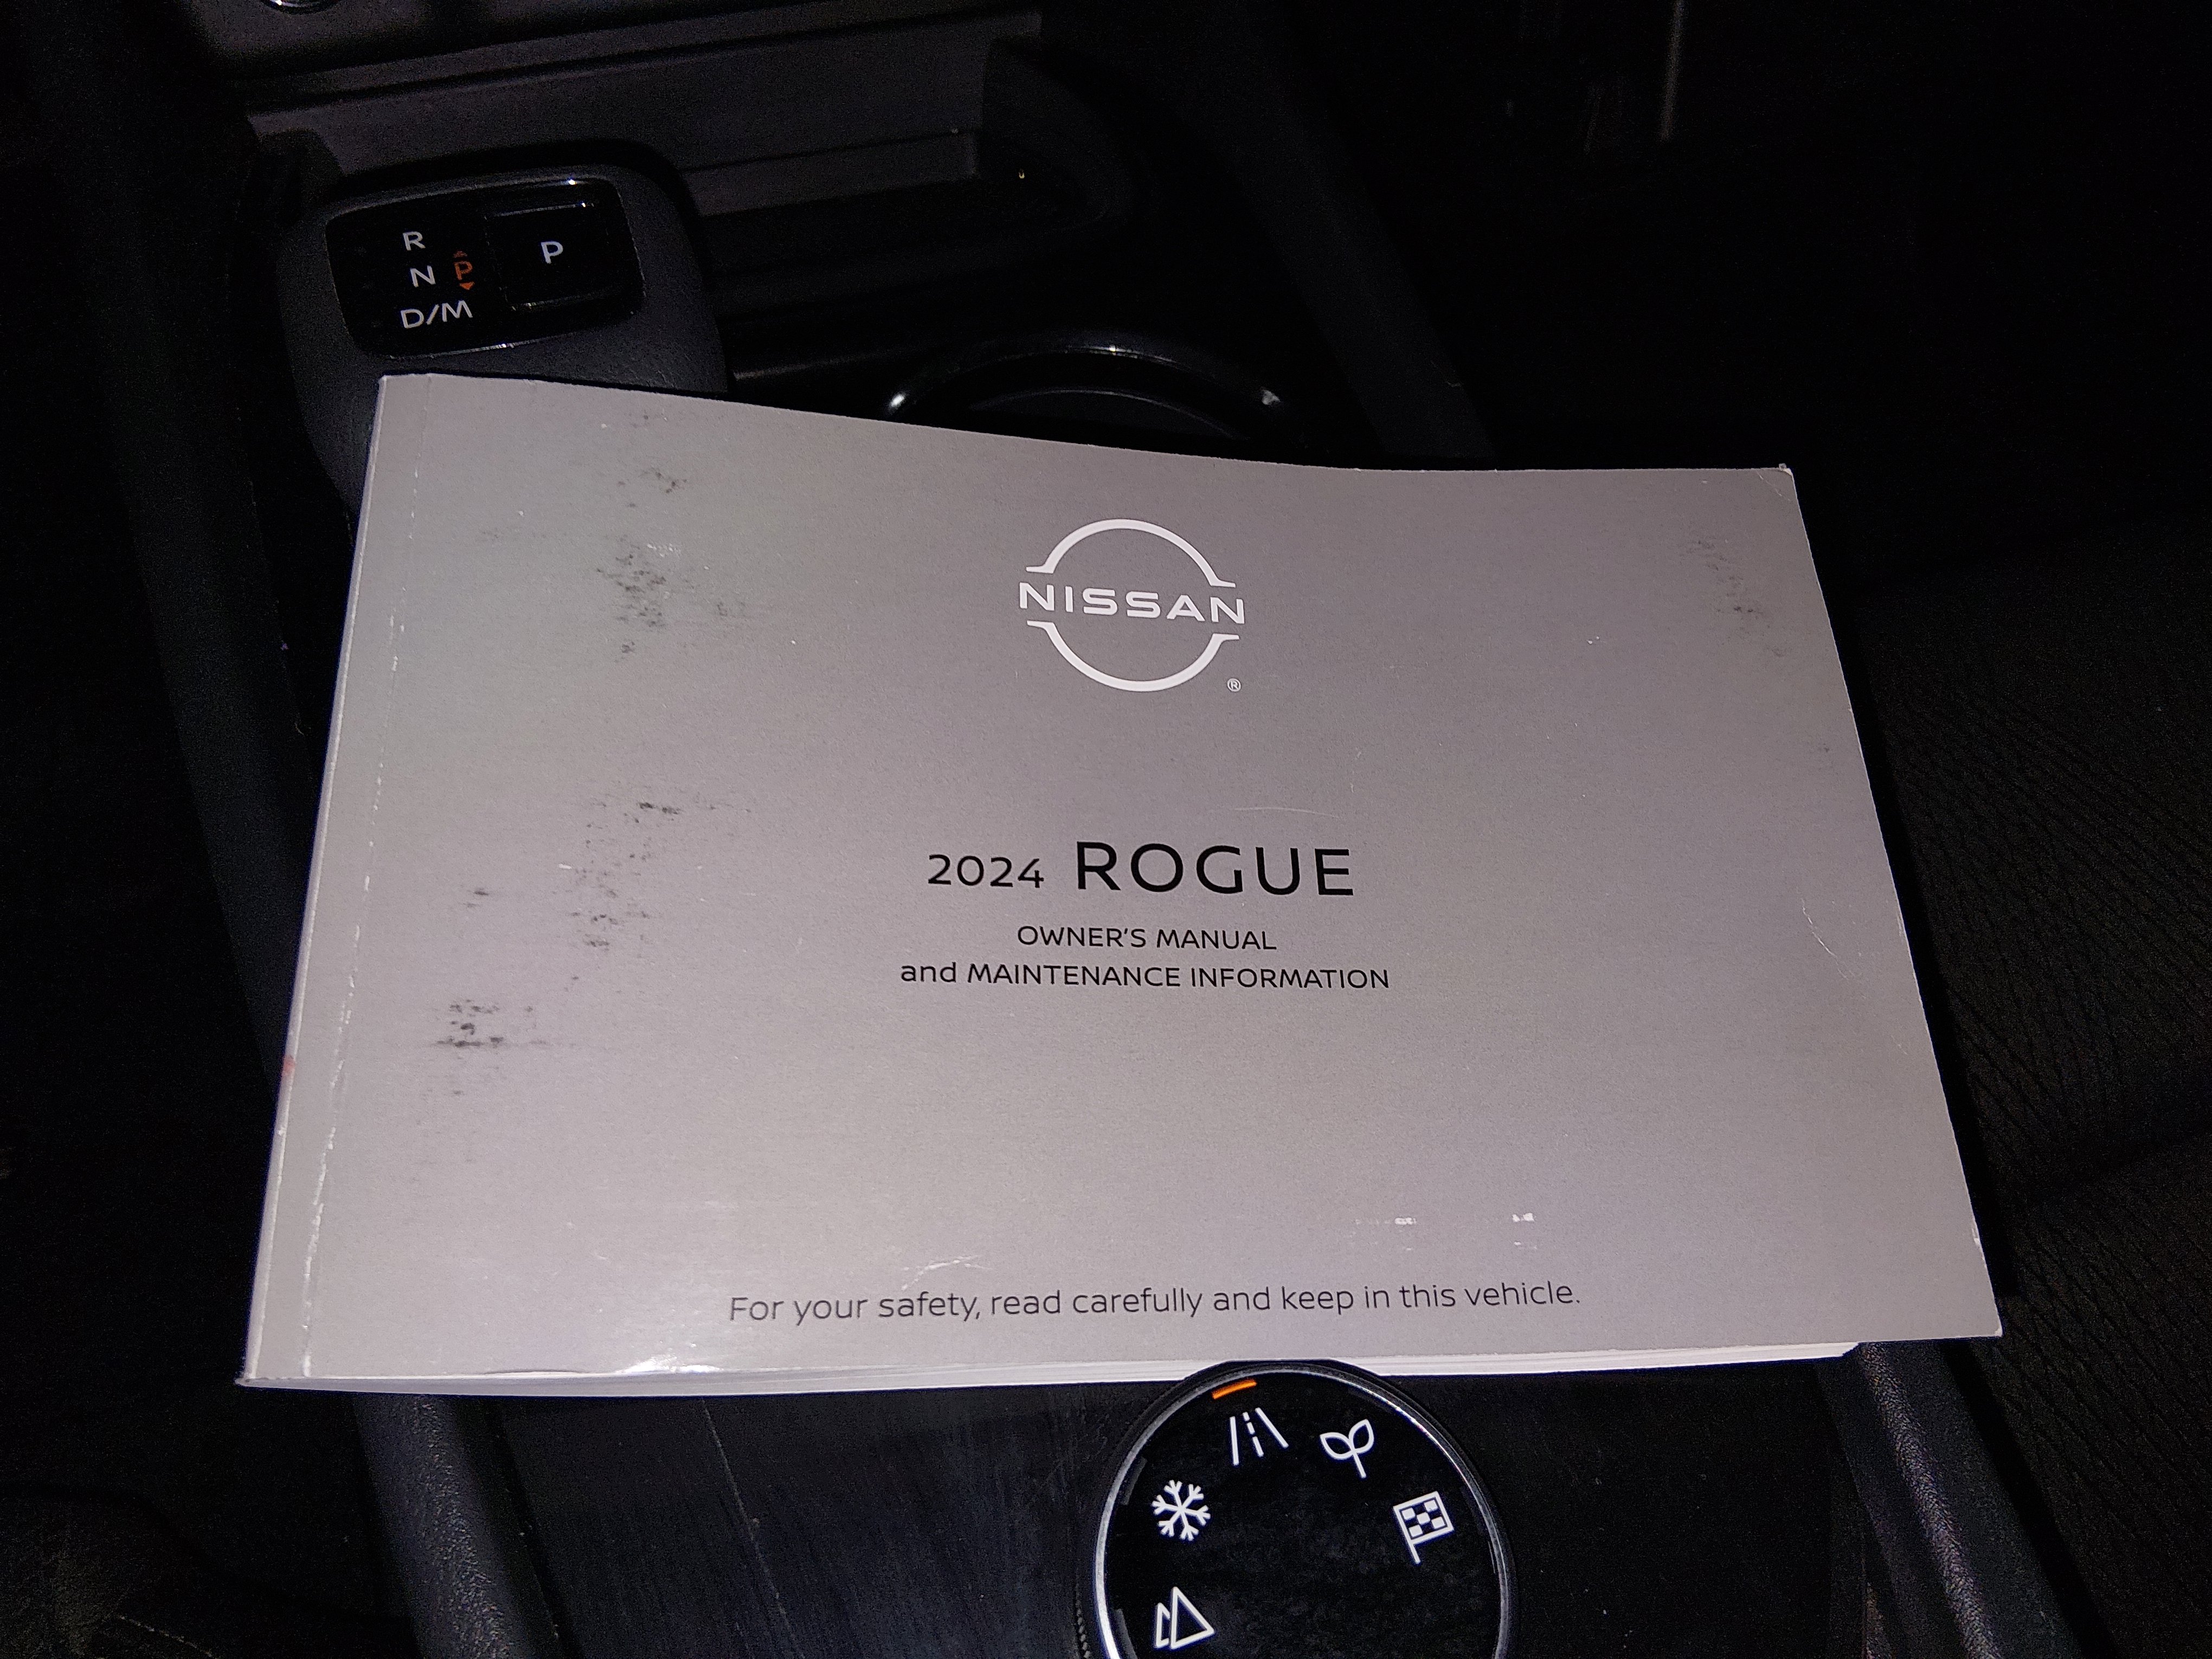 R
N P P
D/M
NISSAN
®
2024 ROGUE
OWNER'S MANUAL
and MAINTENANCE INFORMATION
For your safety, read carefully and keep in this vehicle.